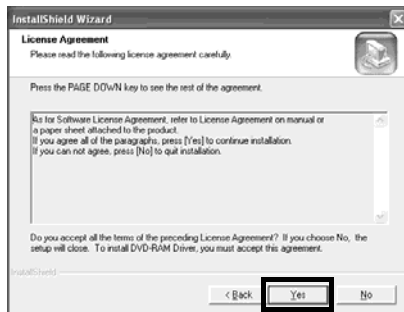 InstallShield Wizard
License Agreement
Please read the following license agreement carefully.
Press the PAGE DOWN key to see the rest of the agreement.
As for Software License Agreement, refer to License Agreement on manual or
a paper sheet attached to the product.
If you agree all of the paragraphs, press [Yes] to continue installation.
If you can not agree, press [No] to quit installation.
Do you accept all the terms of the preceding License Agreement? If you choose No, the
setup will close. To install DVD-RAM Driver, you must accept this agreement.
InstallShield
< Back Yes No